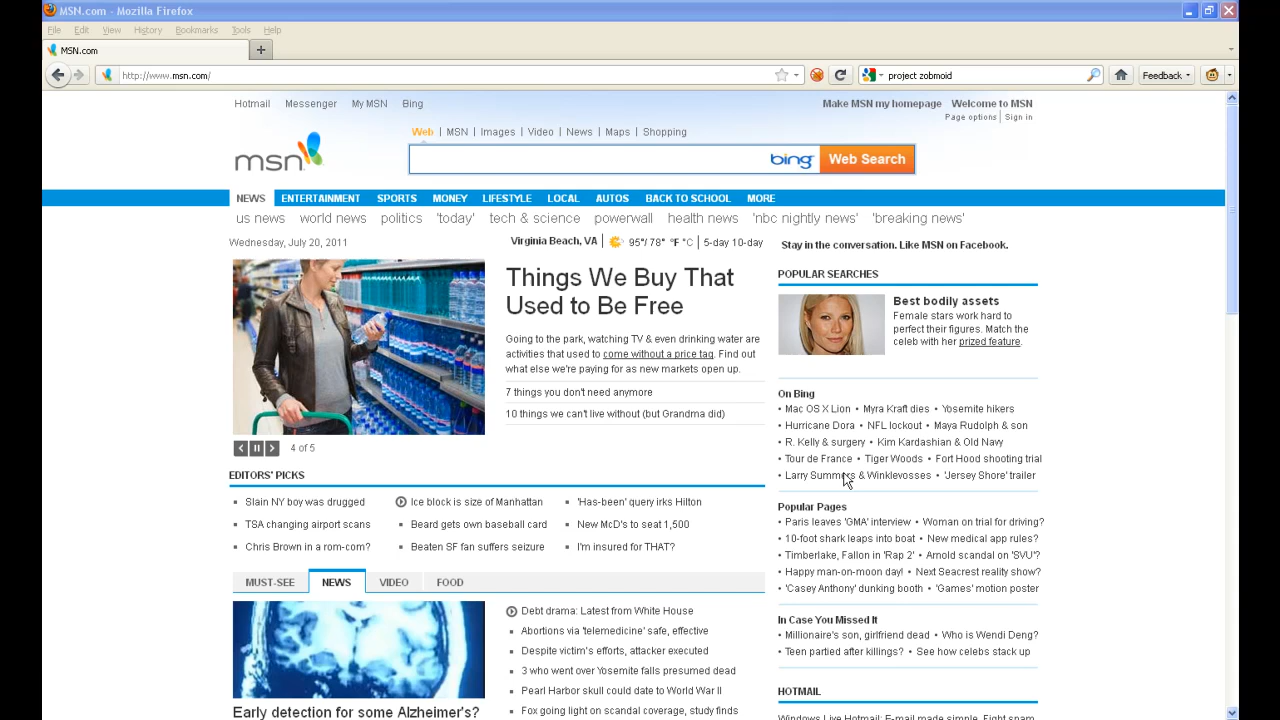 MSN.com - Mozilla Firefox
File Edit View History Bookmarks Tools Help
MSN.com
http://www.msn.com/
project zobmoid
Feedback
Hotmail Messenger My MSN Bing
Make MSN my homepage Welcome to MSN
Page options | Sign in
Web | MSN | Images | Video | News | Maps | Shopping
msn
bing Web Search
NEWS ENTERTAINMENT SPORTS MONEY LIFESTYLE LOCAL AUTOS BACK TO SCHOOL MORE
us news world news politics 'today' tech & science powerwall health news 'nbc nightly news' 'breaking news'
Wednesday, July 20, 2011
Virginia Beach, VA | 95°/ 78° °F °C | 5-day 10-day
Things We Buy That
Used to Be Free
Going to the park, watching TV & even drinking water are
activities that used to come without a price tag. Find out
what else we're paying for as new markets open up.
7 things you don't need anymore
10 things we can't live without (but Grandma did)
4 of 5
EDITORS' PICKS
Slain NY boy was drugged
TSA changing airport scans
Chris Brown in a rom-com?
Ice block is size of Manhattan
Beard gets own baseball card
Beaten SF fan suffers seizure
'Has-been' query irks Hilton
New McD's to seat 1,500
I'm insured for THAT?
MUST-SEE NEWS VIDEO FOOD
Early detection for some Alzheimer's?
Debt drama: Latest from White House
Abortions via 'telemedicine' safe, effective
Despite victim's efforts, attacker executed
3 who went over Yosemite falls presumed dead
Pearl Harbor skull could date to World War II
Fox going light on scandal coverage, study finds
Stay in the conversation. Like MSN on Facebook.
POPULAR SEARCHES
Best bodily assets
Female stars work hard to
perfect their figures. Match the
celeb with her prized feature.
On Bing
• Mac OS X Lion • Myra Kraft dies • Yosemite hikers
• Hurricane Dora • NFL lockout • Maya Rudolph & son
• R. Kelly & surgery • Kim Kardashian & Old Navy
• Tour de France • Tiger Woods • Fort Hood shooting trial
• Larry Summers & Winklevosses • 'Jersey Shore' trailer
Popular Pages
• Paris leaves 'GMA' interview • Woman on trial for driving?
• 10-foot shark leaps into boat • New medical app rules?
• Timberlake, Fallon in 'Rap 2' • Arnold scandal on 'SVU'?
• Happy man-on-moon day! • Next Seacrest reality show?
• 'Casey Anthony' dunking booth • 'Games' motion poster
In Case You Missed It
• Millionaire's son, girlfriend dead • Who is Wendi Deng?
• Teen partied after killings? • See how celebs stack up
HOTMAIL
Windows Live Hotmail: E-mail made simple. Fight spam